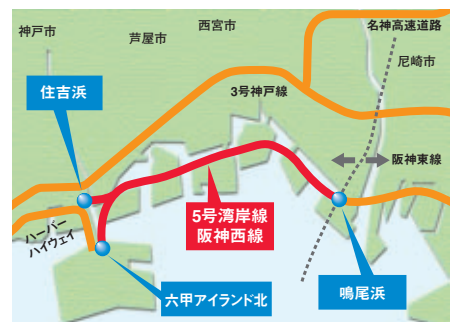 名神高速道路
神戸市
芦屋市
西宮市
尼崎市
住吉浜
3号神戸線
阪神東線
5号湾岸線
阪神西線
ハーバー
ハイウェイ
六甲アイランド北
鳴尾浜